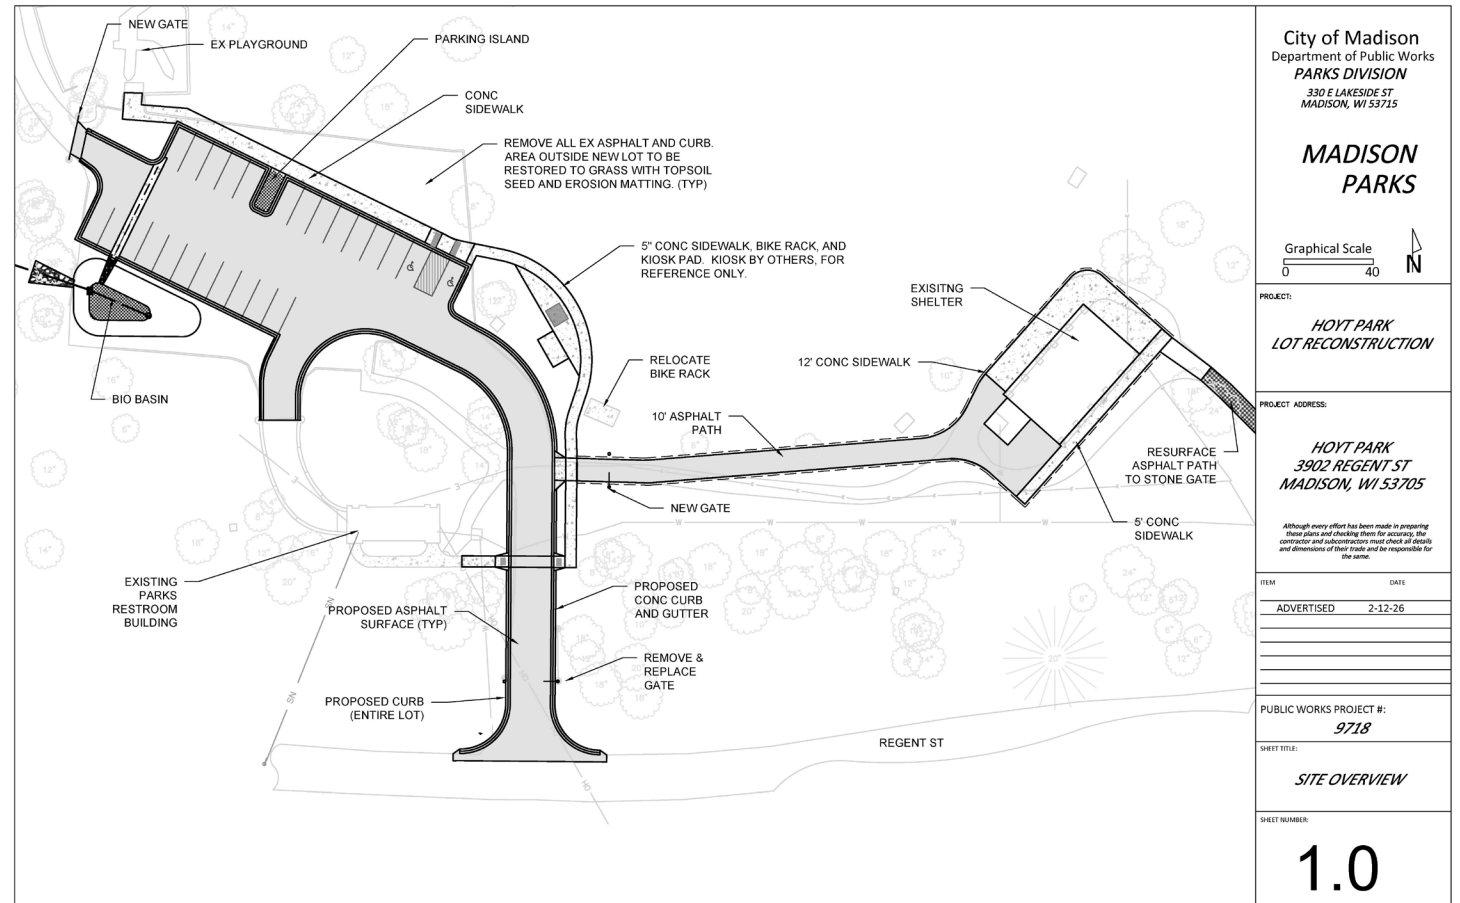 NEW GATE
EX PLAYGROUND
PARKING ISLAND
CONC
SIDEWALK
REMOVE ALL EX ASPHALT AND CURB.
AREA OUTSIDE NEW LOT TO BE
RESTORED TO GRASS WITH TOPSOIL
SEED AND EROSION MATTING. (TYP)
5" CONC SIDEWALK, BIKE RACK, AND
KIOSK PAD. KIOSK BY OTHERS, FOR
REFERENCE ONLY.
EXISITNG
SHELTER
12' CONC SIDEWALK
RELOCATE
BIKE RACK
BIO BASIN
10' ASPHALT
PATH
RESURFACE
ASPHALT PATH
TO STONE GATE
NEW GATE
5' CONC
SIDEWALK
EXISTING
PARKS
RESTROOM
BUILDING
PROPOSED ASPHALT
SURFACE (TYP)
PROPOSED
CONC CURB
AND GUTTER
REMOVE &
REPLACE
GATE
PROPOSED CURB
(ENTIRE LOT)
REGENT ST
City of Madison
Department of Public Works
PARKS DIVISION
330 E LAKESIDE ST
MADISON, WI 53715
MADISON
PARKS
Graphical Scale
0 40
N
PROJECT:
HOYT PARK
LOT RECONSTRUCTION
PROJECT ADDRESS:
HOYT PARK
3902 REGENT ST
MADISON, WI 53705
Although every effort has been made in preparing
these plans and checking them for accuracy, the
contractor and subcontractors must check all details
and dimensions of their trade and be responsible for
the same.
ITEM DATE
ADVERTISED 2-12-26
PUBLIC WORKS PROJECT #:
9718
SHEET TITLE:
SITE OVERVIEW
SHEET NUMBER:
1.0